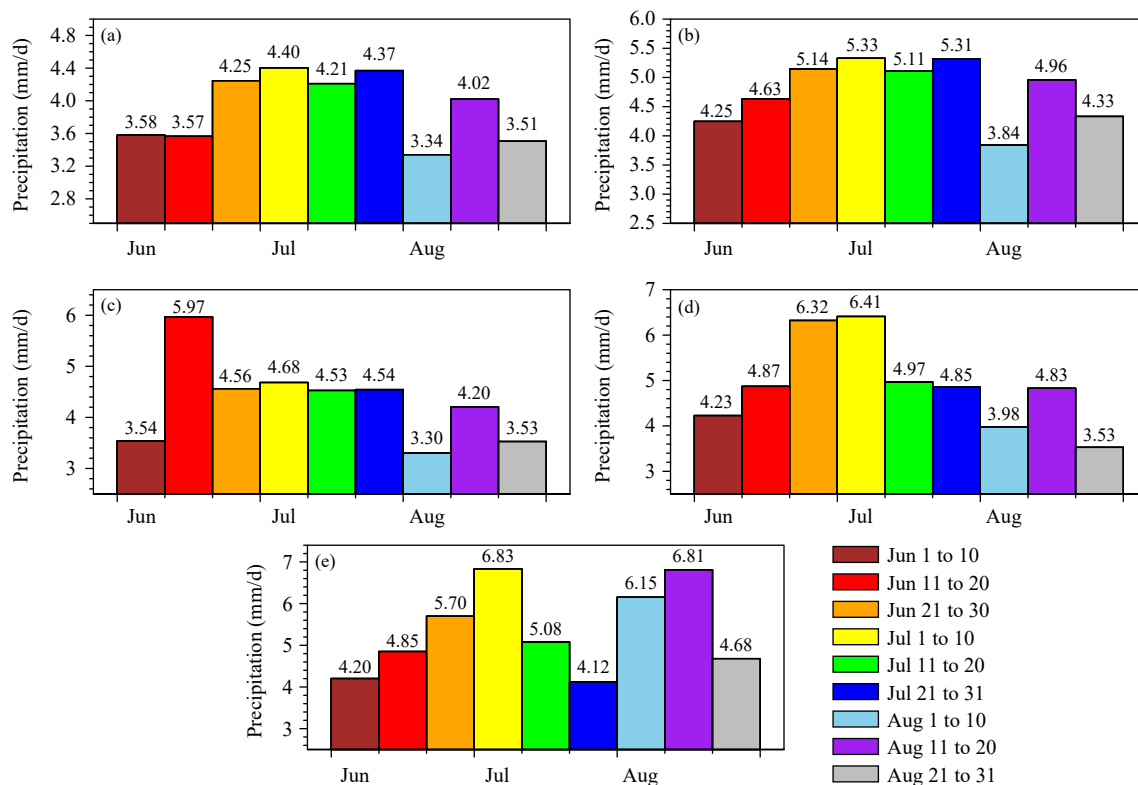 (a)
Precipitation (mm/d)
4.8
4.4
4.0
3.6
3.2
2.8
3.58
3.57
4.25
4.40
4.21
4.37
3.34
4.02
3.51
Jun
Jul
Aug
(b)
Precipitation (mm/d)
6.0
5.5
5.0
4.5
4.0
3.5
3.0
2.5
4.25
4.63
5.14
5.33
5.11
5.31
3.84
4.96
4.33
Jun
Jul
Aug
(c)
Precipitation (mm/d)
6
5
4
3
3.54
5.97
4.56
4.68
4.53
4.54
3.30
4.20
3.53
Jun
Jul
Aug
(d)
Precipitation (mm/d)
7
6
5
4
3
4.23
4.87
6.32
6.41
4.97
4.85
3.98
4.83
3.53
Jun
Jul
Aug
(e)
Precipitation (mm/d)
7
6
5
4
3
4.20
4.85
5.70
6.83
5.08
4.12
6.15
6.81
4.68
Jun
Jul
Aug
Jun 1 to 10
Jun 11 to 20
Jun 21 to 30
Jul 1 to 10
Jul 11 to 20
Jul 21 to 31
Aug 1 to 10
Aug 11 to 20
Aug 21 to 31